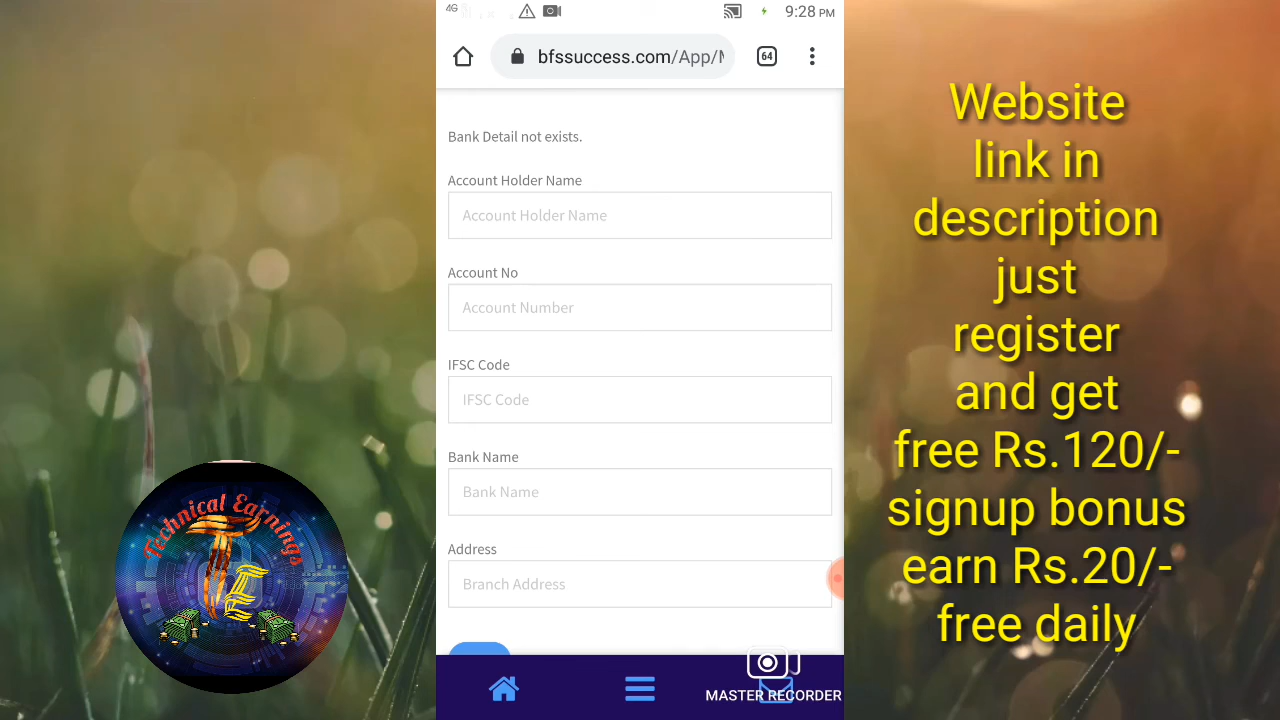 4G
9:28 PM
bfssuccess.com/App/
64
Bank Detail not exists.
Account Holder Name
Account Holder Name
Account No
Account Number
IFSC Code
IFSC Code
Bank Name
Bank Name
Address
Branch Address
MASTER RECORDER
Technical Earnings
TE
Website
link in
description
just
register
and get
free Rs.120/-
signup bonus
earn Rs.20/-
free daily